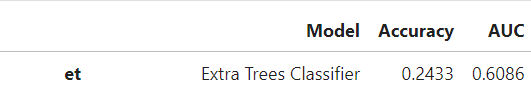 Model Accuracy AUC
et Extra Trees Classifier 0.2433 0.6086